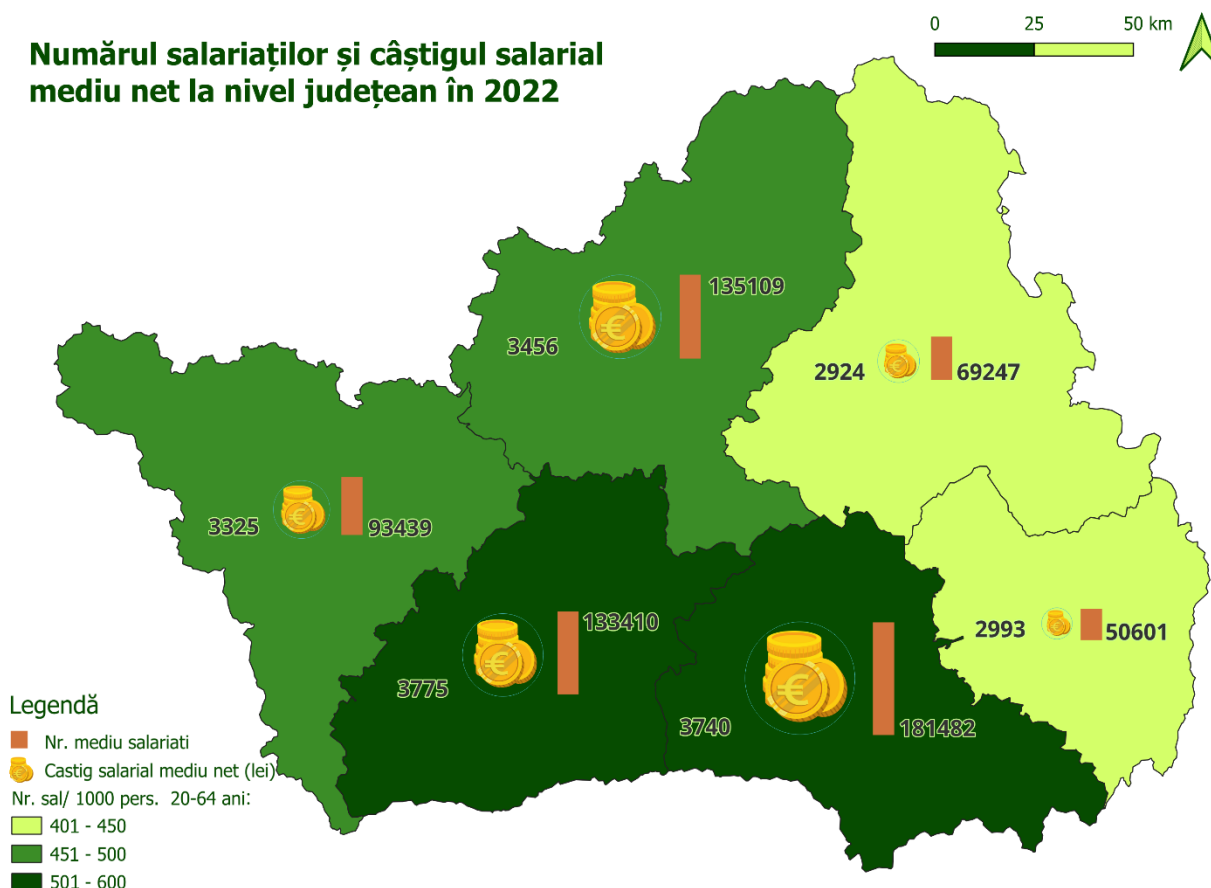 Numărul salariaților și câștigul salarial
mediu net la nivel județean în 2022
0 25 50 km
135109
3456
2924
69247
3325
93439
2993
50601
133410
3775
3740
181482
Legendă
Nr. mediu salariati
Castig salarial mediu net (lei)
Nr. sal/ 1000 pers. 20-64 ani:
401 - 450
451 - 500
501 - 600